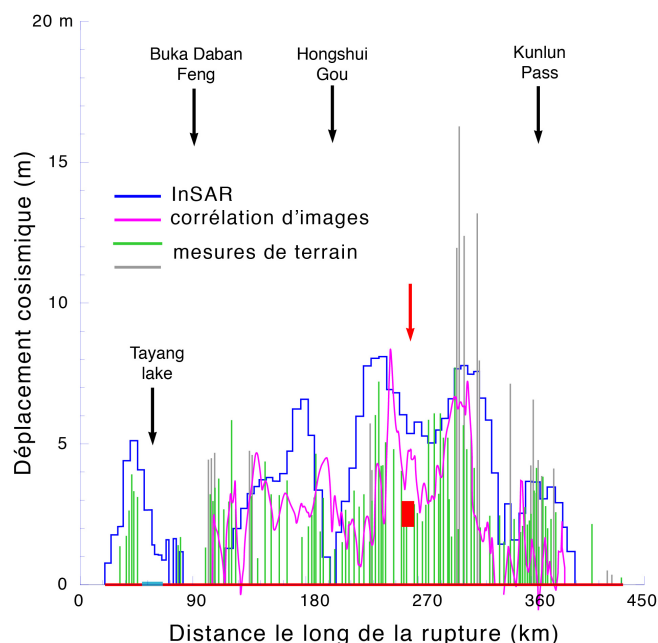 20 m
Buka Daban
Feng
Hongshui
Gou
Kunlun
Pass
15
InSAR
corrélation d'images
mesures de terrain
10
Tayang
lake
5
0
0 90 180 270 360 450
Déplacement cosismique (m)
Distance le long de la rupture (km)